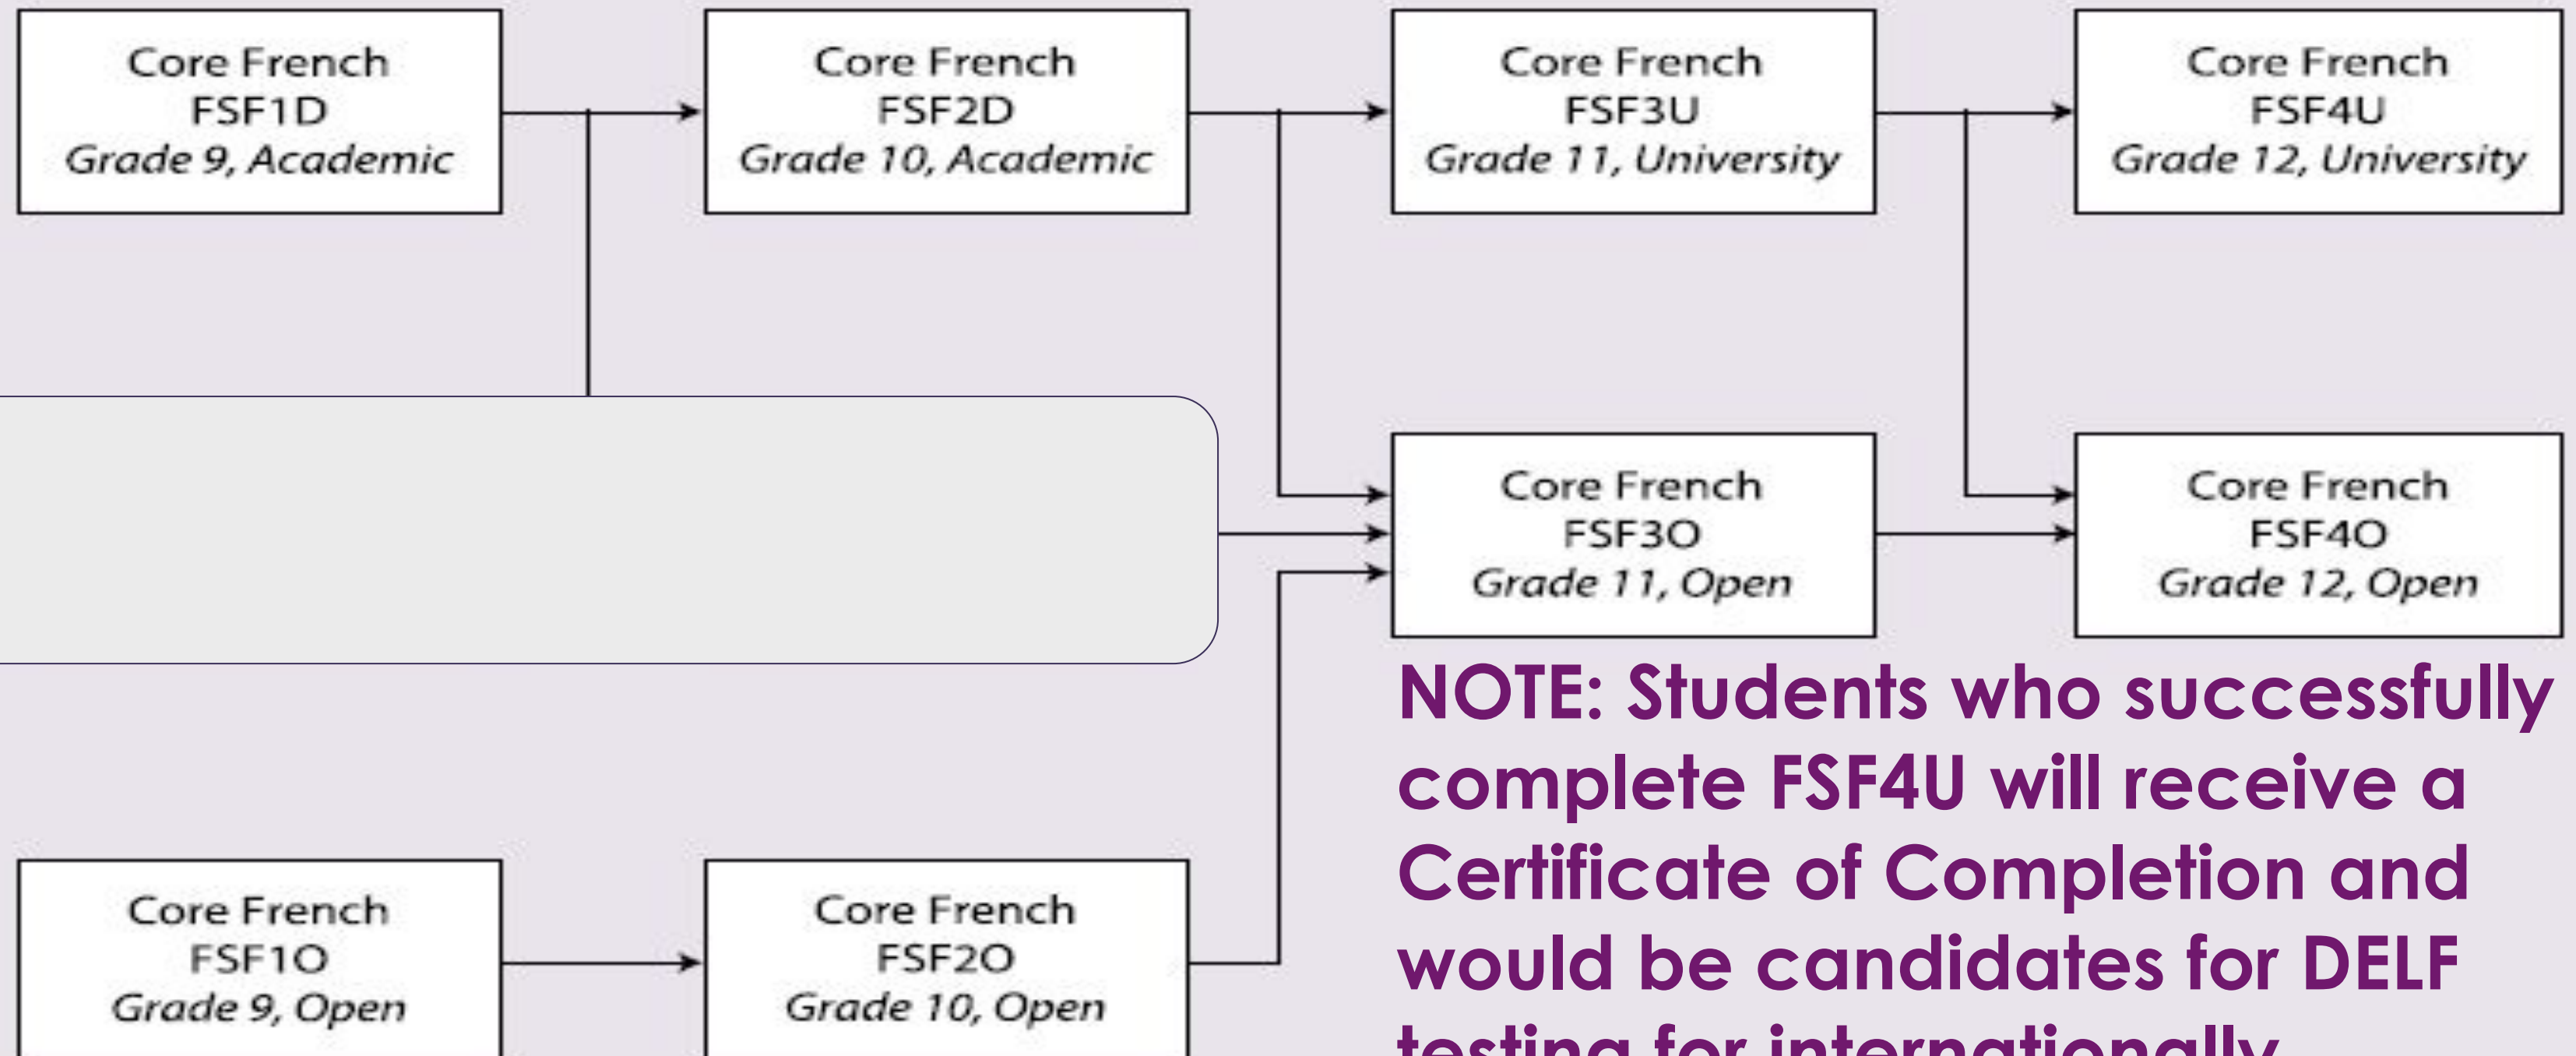 Core French
FSF1D
Grade 9, Academic
Core French
FSF2D
Grade 10, Academic
Core French
FSF3U
Grade 11, University
Core French
FSF4U
Grade 12, University
Core French
FSF3O
Grade 11, Open
Core French
FSF4O
Grade 12, Open
Core French
FSF1O
Grade 9, Open
Core French
FSF2O
Grade 10, Open
NOTE: Students who successfully
complete FSF4U will receive a
Certificate of Completion and
would be candidates for DELF
testing for internationally